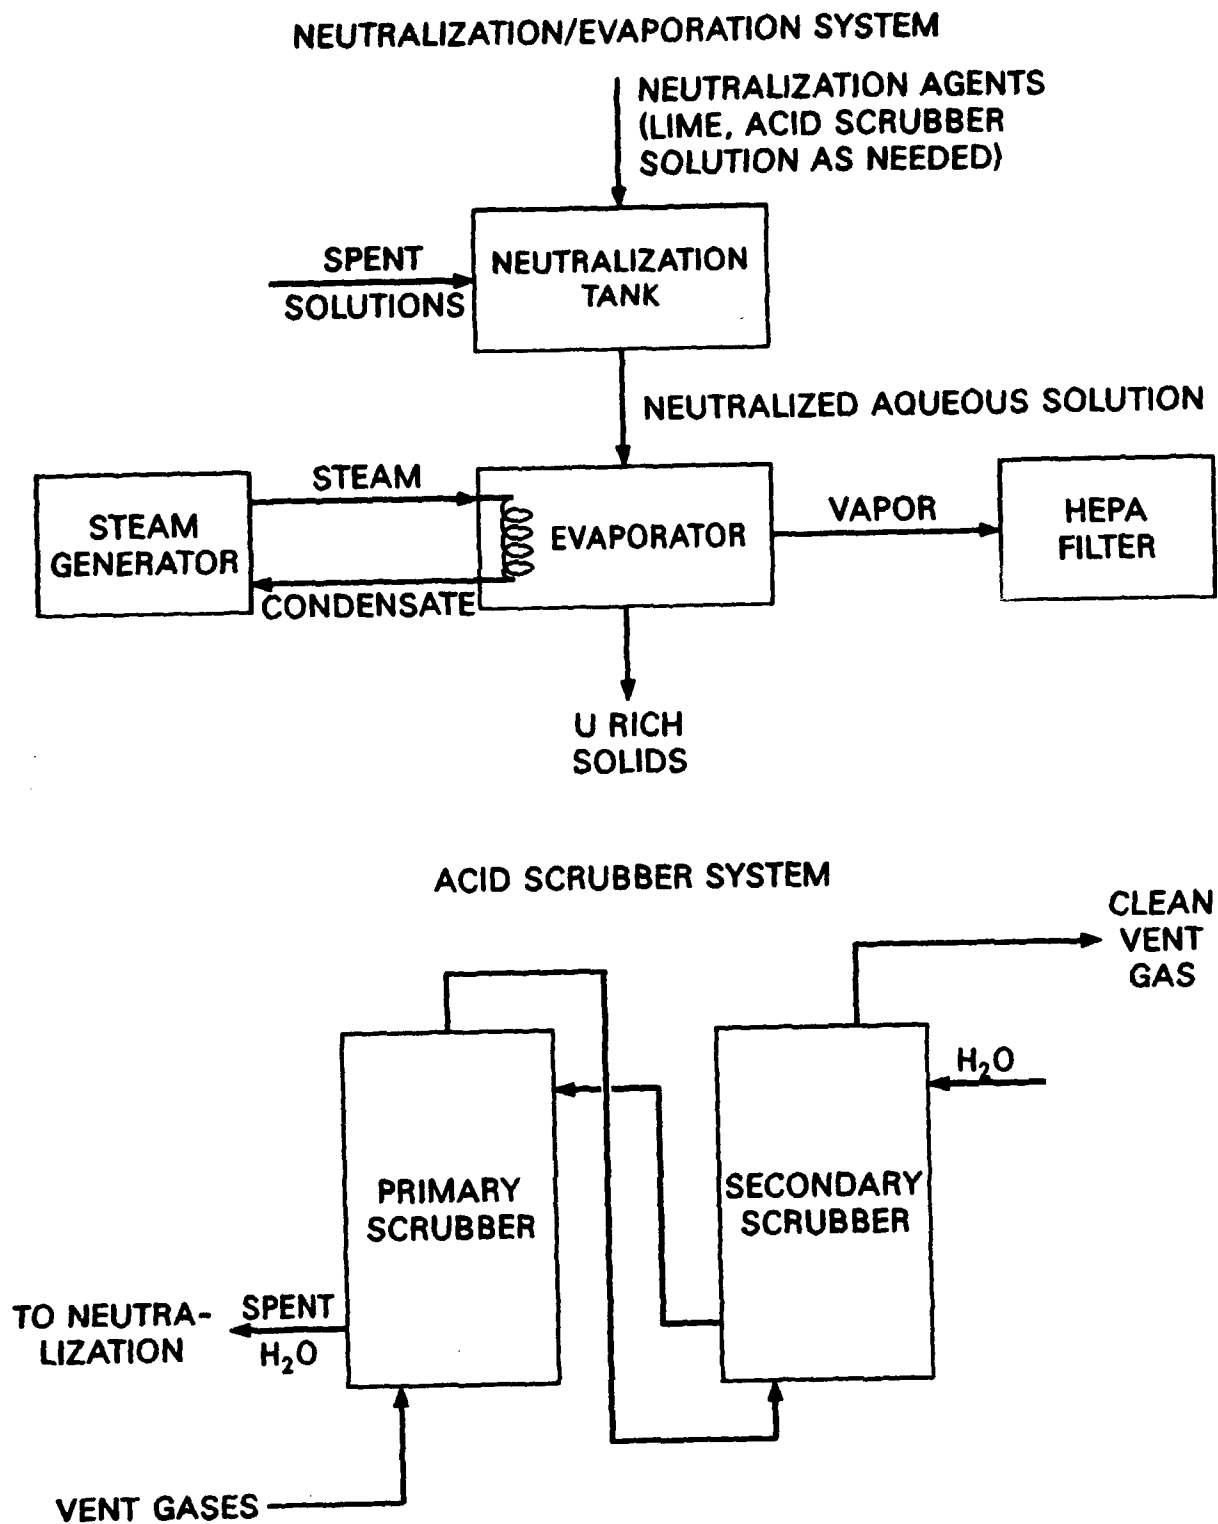 NEUTRALIZATION/EVAPORATION SYSTEM
NEUTRALIZATION AGENTS
(LIME, ACID SCRUBBER
SOLUTION AS NEEDED)
SPENT
SOLUTIONS
NEUTRALIZATION
TANK
NEUTRALIZED AQUEOUS SOLUTION
STEAM
GENERATOR
STEAM
CONDENSATE
EVAPORATOR
VAPOR
HEPA
FILTER
U RICH
SOLIDS
ACID SCRUBBER SYSTEM
CLEAN
VENT
GAS
H₂O
PRIMARY
SCRUBBER
SECONDARY
SCRUBBER
TO NEUTRA-
LIZATION
SPENT
H₂O
VENT GASES